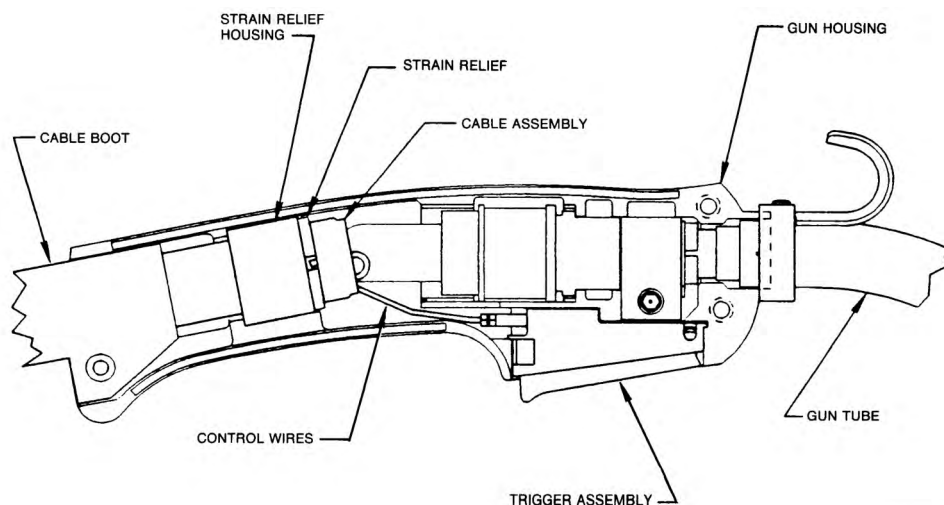 STRAIN RELIEF
HOUSING
GUN HOUSING
STRAIN RELIEF
CABLE ASSEMBLY
CABLE BOOT
CONTROL WIRES
GUN TUBE
TRIGGER ASSEMBLY